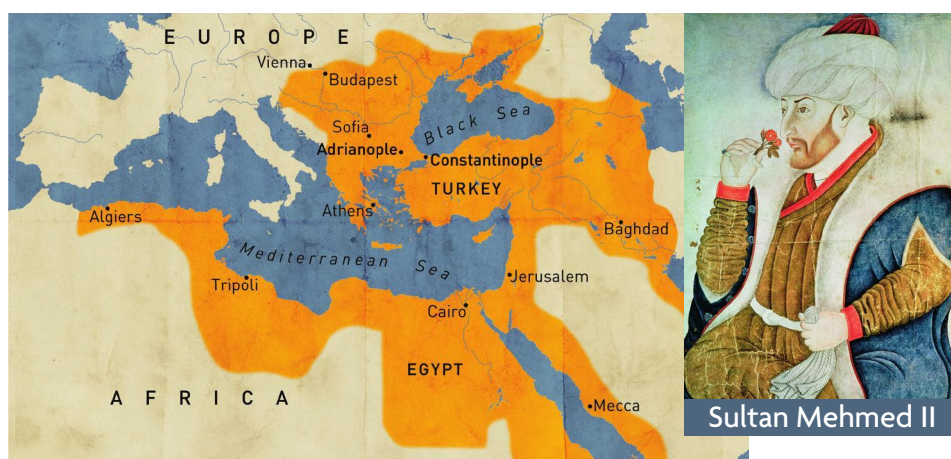 EUROPE
Vienna
Budapest
Sofia
Black Sea
Adrianople
Constantinople
TURKEY
Algiers
Athens
Baghdad
Mediterranean Sea
Tripoli
Jerusalem
Cairo
EGYPT
AFRICA
Mecca
Sultan Mehmed II